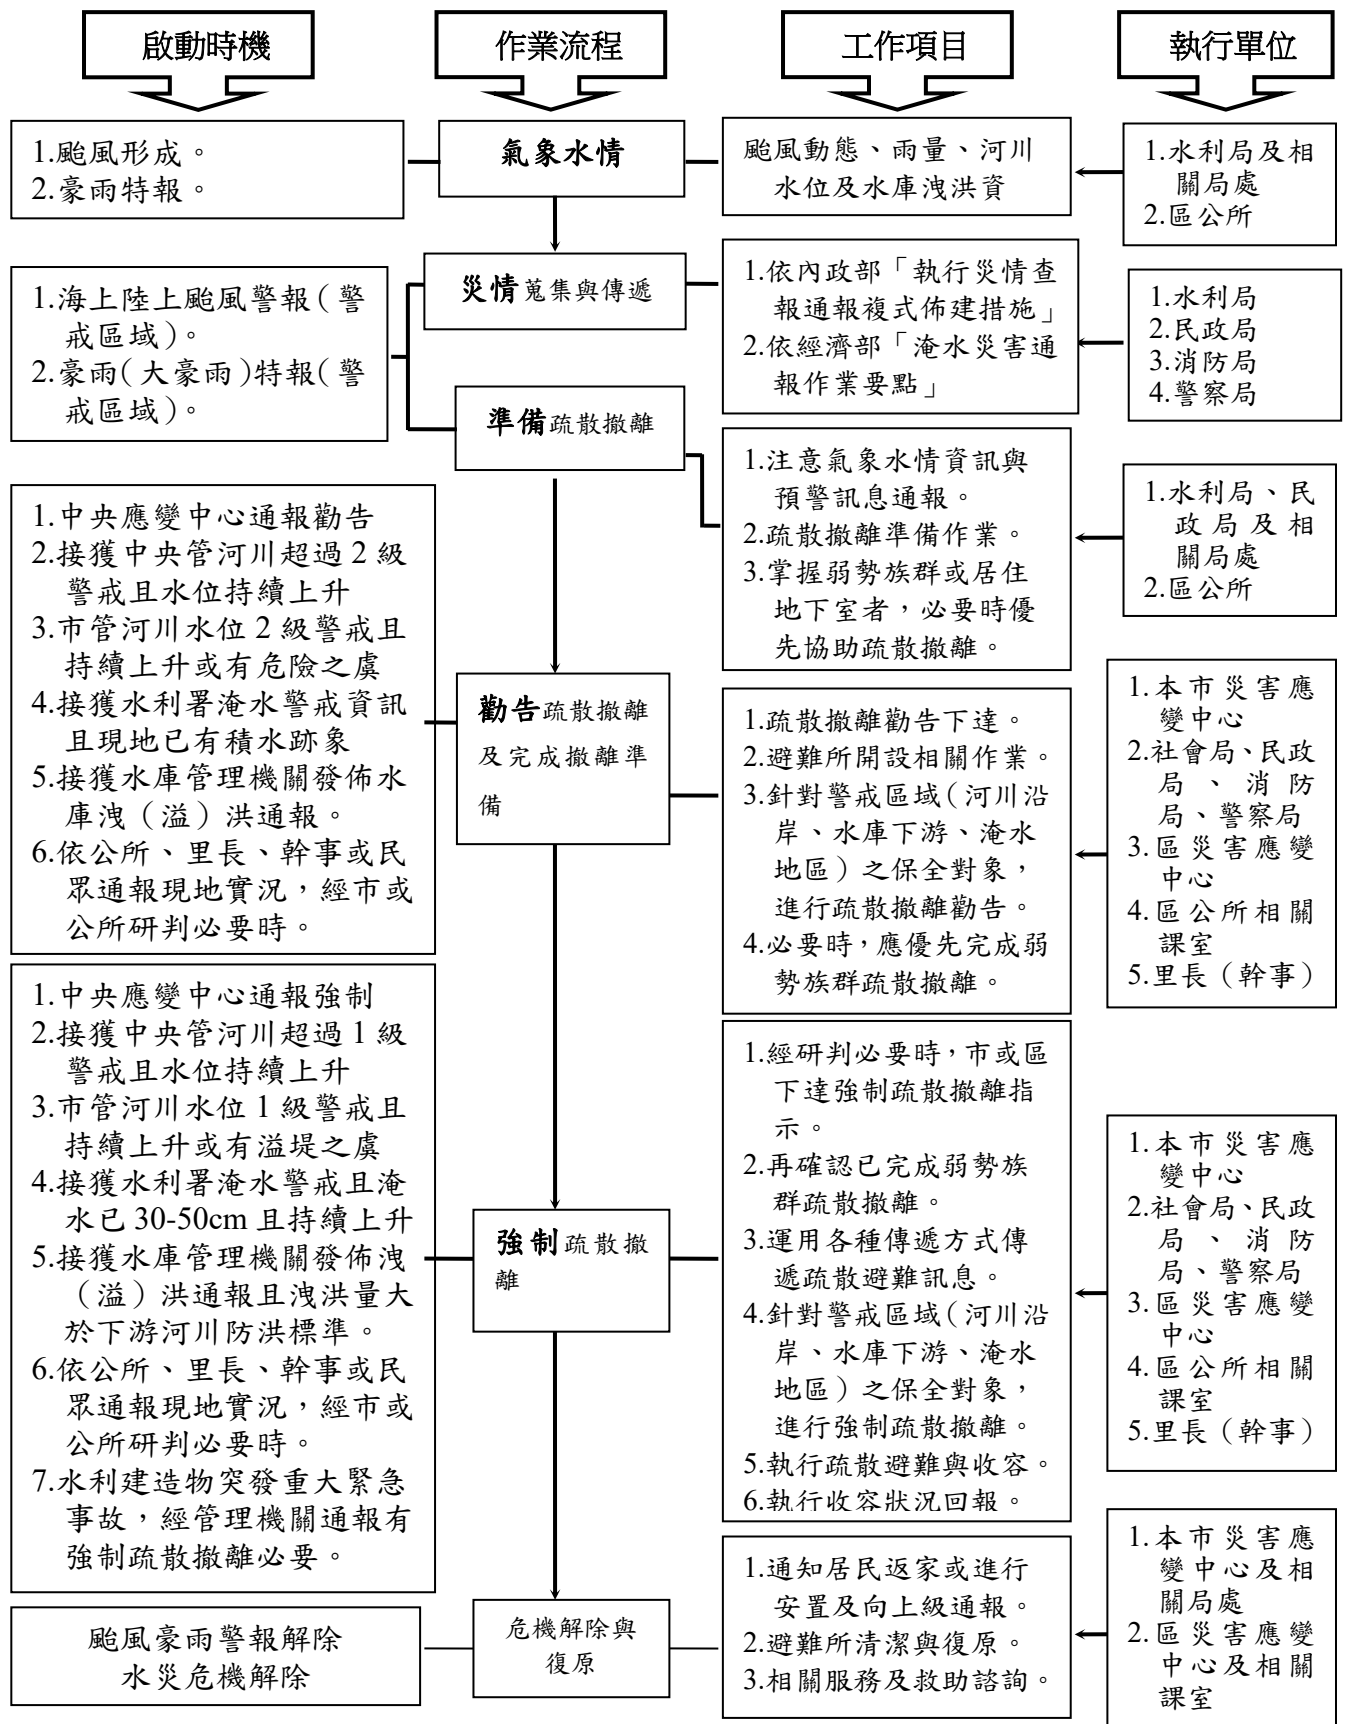 啟動時機
作業流程
工作項目
執行單位
1.颱風形成。
2.豪雨特報。
氣象水情
颱風動態、雨量、河川
水位及水庫洩洪資
1.水利局及相
關局處
2.區公所
1.海上陸上颱風警報(警
戒區域)。
2.豪雨(大豪雨)特報(警
戒區域)。
災情蒐集與傳遞
1.依內政部「執行災情查
報通報複式佈建措施」
2.依經濟部「淹水災害通
報作業要點」
1.水利局
2.民政局
3.消防局
4.警察局
準備疏散撤離
1.注意氣象水情資訊與
預警訊息通報。
2.疏散撤離準備作業。
3.掌握弱勢族群或居住
地下室者，必要時優
先協助疏散撤離。
1.水利局、民
政局及相
關局處
2.區公所
1.中央應變中心通報勸告
2.接獲中央管河川超過 2 級
警戒且水位持續上升
3.市管河川水位 2 級警戒且
持續上升或有危險之虞
4.接獲水利署淹水警戒資訊
且現地已有積水跡象
5.接獲水庫管理機關發佈水
庫洩（溢）洪通報。
6.依公所、里長、幹事或民
眾通報現地實況，經市或
公所研判必要時。
勸告疏散撤離
及完成撤離準
備
1.疏散撤離勸告下達。
2.避難所開設相關作業。
3.針對警戒區域(河川沿
岸、水庫下游、淹水
地區）之保全對象，
進行疏散撤離勸告。
4.必要時，應優先完成弱
勢族群疏散撤離。
1.本市災害應
變中心
2.社會局、民政
局、消防
局、警察局
3.區災害應變
中心
4.區公所相關
課室
5.里長（幹事）
1.中央應變中心通報強制
2.接獲中央管河川超過 1 級
警戒且水位持續上升
3.市管河川水位 1 級警戒且
持續上升或有溢堤之虞
4.接獲水利署淹水警戒且淹
水已 30-50cm 且持續上升
5.接獲水庫管理機關發佈洩
（溢）洪通報且洩洪量大
於下游河川防洪標準。
6.依公所、里長、幹事或民
眾通報現地實況，經市或
公所研判必要時。
7.水利建造物突發重大緊急
事故，經管理機關通報有
強制疏散撤離必要。
強制疏散撤
離
1.經研判必要時，市或區
下達強制疏散撤離指
示。
2.再確認已完成弱勢族
群疏散撤離。
3.運用各種傳遞方式傳
遞疏散避難訊息。
4.針對警戒區域(河川沿
岸、水庫下游、淹水
地區）之保全對象，
進行強制疏散撤離。
5.執行疏散避難與收容。
6.執行收容狀況回報。
1.本市災害應
變中心
2.社會局、民政
局、消防
局、警察局
3.區災害應變
中心
4.區公所相關
課室
5.里長（幹事）
颱風豪雨警報解除
水災危機解除
危機解除與
復原
1.通知居民返家或進行
安置及向上級通報。
2.避難所清潔與復原。
3.相關服務及救助諮詢。
1.本市災害應
變中心及相
關局處
2.區災害應變
中心及相關
課室